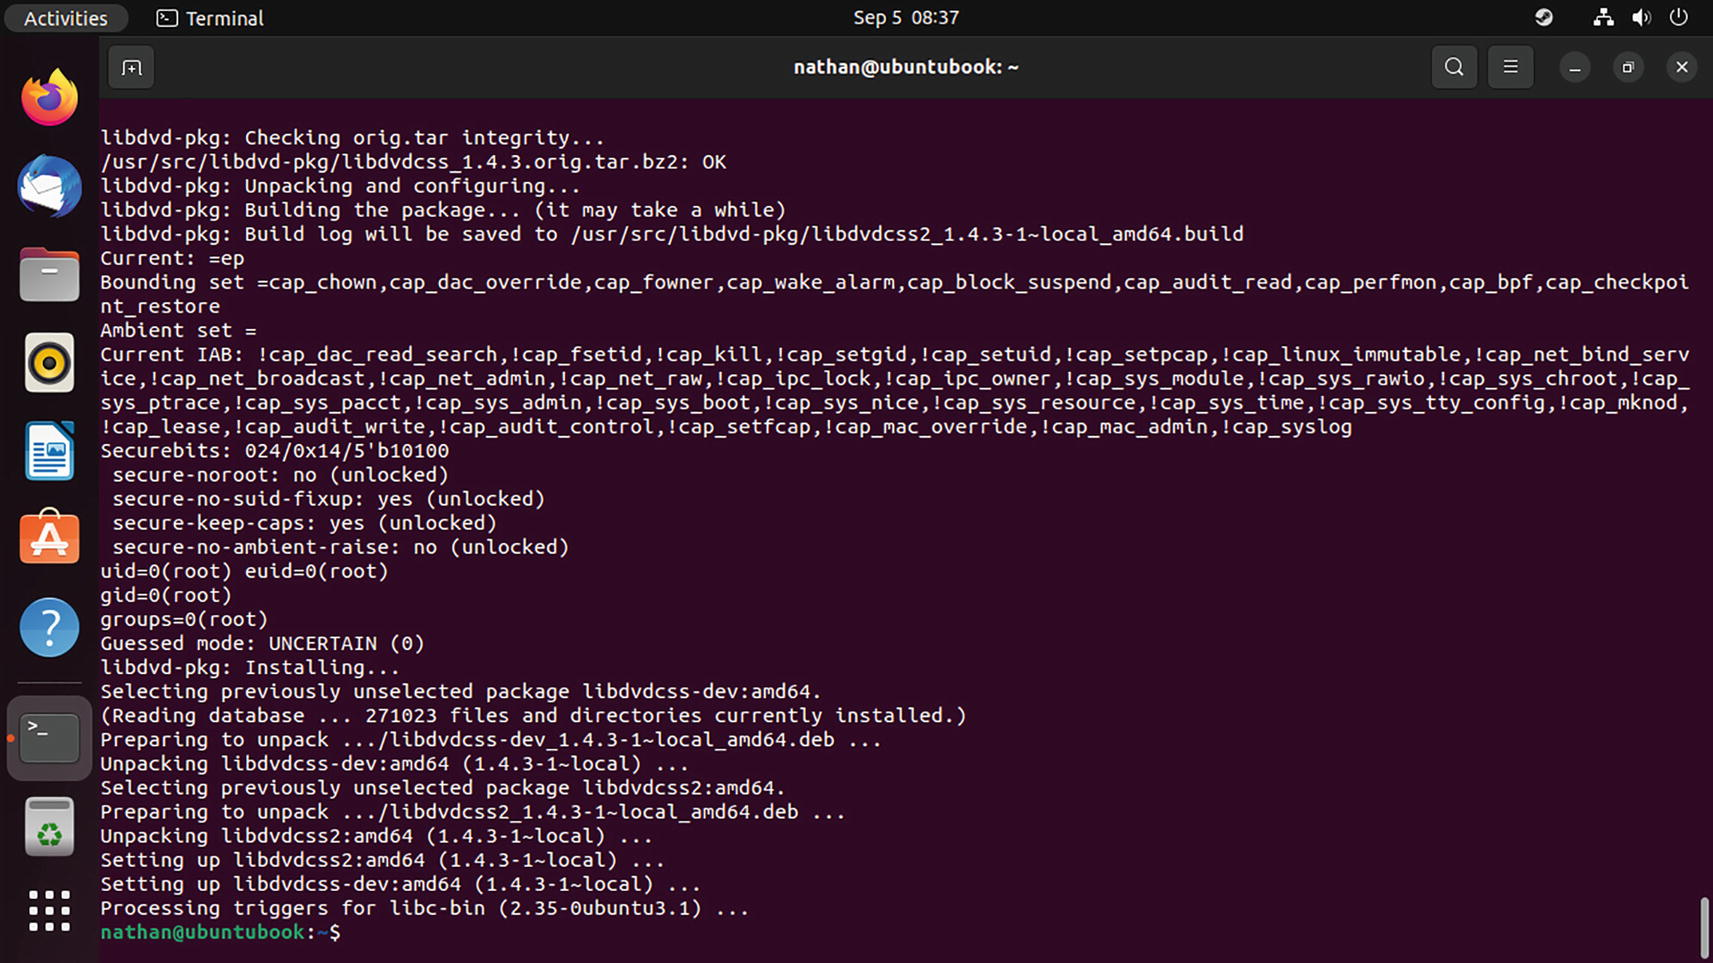 Activities
Terminal
Sep 5 08:37
nathan@ubuntubook: ~
libdvd-pkg: Checking orig.tar integrity...
/usr/src/libdvd-pkg/libdvdcss_1.4.3.orig.tar.bz2: OK
libdvd-pkg: Unpacking and configuring...
libdvd-pkg: Building the package... (it may take a while)
libdvd-pkg: Build log will be saved to /usr/src/libdvd-pkg/libdvdcss2_1.4.3-1~local_amd64.build
Current: =ep
Bounding set =cap_chown,cap_dac_override,cap_fowner,cap_wake_alarm,cap_block_suspend,cap_audit_read,cap_perfmon,cap_bpf,cap_checkpoi
nt_restore
Ambient set =
Current IAB: !cap_dac_read_search,!cap_fsetid,!cap_kill,!cap_setgid,!cap_setuid,!cap_setpcap,!cap_linux_immutable,!cap_net_bind_serv
ice,!cap_net_broadcast,!cap_net_admin,!cap_net_raw,!cap_ipc_lock,!cap_ipc_owner,!cap_sys_module,!cap_sys_rawio,!cap_sys_chroot,!cap_
sys_ptrace,!cap_sys_pacct,!cap_sys_admin,!cap_sys_boot,!cap_sys_nice,!cap_sys_resource,!cap_sys_time,!cap_sys_tty_config,!cap_mknod,
!cap_lease,!cap_audit_write,!cap_audit_control,!cap_setfcap,!cap_mac_override,!cap_mac_admin,!cap_syslog
Securebits: 024/0x14/5'b10100
 secure-noroot: no (unlocked)
 secure-no-suid-fixup: yes (unlocked)
 secure-keep-caps: yes (unlocked)
 secure-no-ambient-raise: no (unlocked)
uid=0(root) euid=0(root)
gid=0(root)
groups=0(root)
Guessed mode: UNCERTAIN (0)
libdvd-pkg: Installing...
Selecting previously unselected package libdvdcss-dev:amd64.
(Reading database ... 271023 files and directories currently installed.)
Preparing to unpack .../libdvdcss-dev_1.4.3-1~local_amd64.deb ...
Unpacking libdvdcss-dev:amd64 (1.4.3-1~local) ...
Selecting previously unselected package libdvdcss2:amd64.
Preparing to unpack .../libdvdcss2_1.4.3-1~local_amd64.deb ...
Unpacking libdvdcss2:amd64 (1.4.3-1~local) ...
Setting up libdvdcss2:amd64 (1.4.3-1~local) ...
Setting up libdvdcss-dev:amd64 (1.4.3-1~local) ...
Processing triggers for libc-bin (2.35-0ubuntu3.1) ...
nathan@ubuntubook:~$